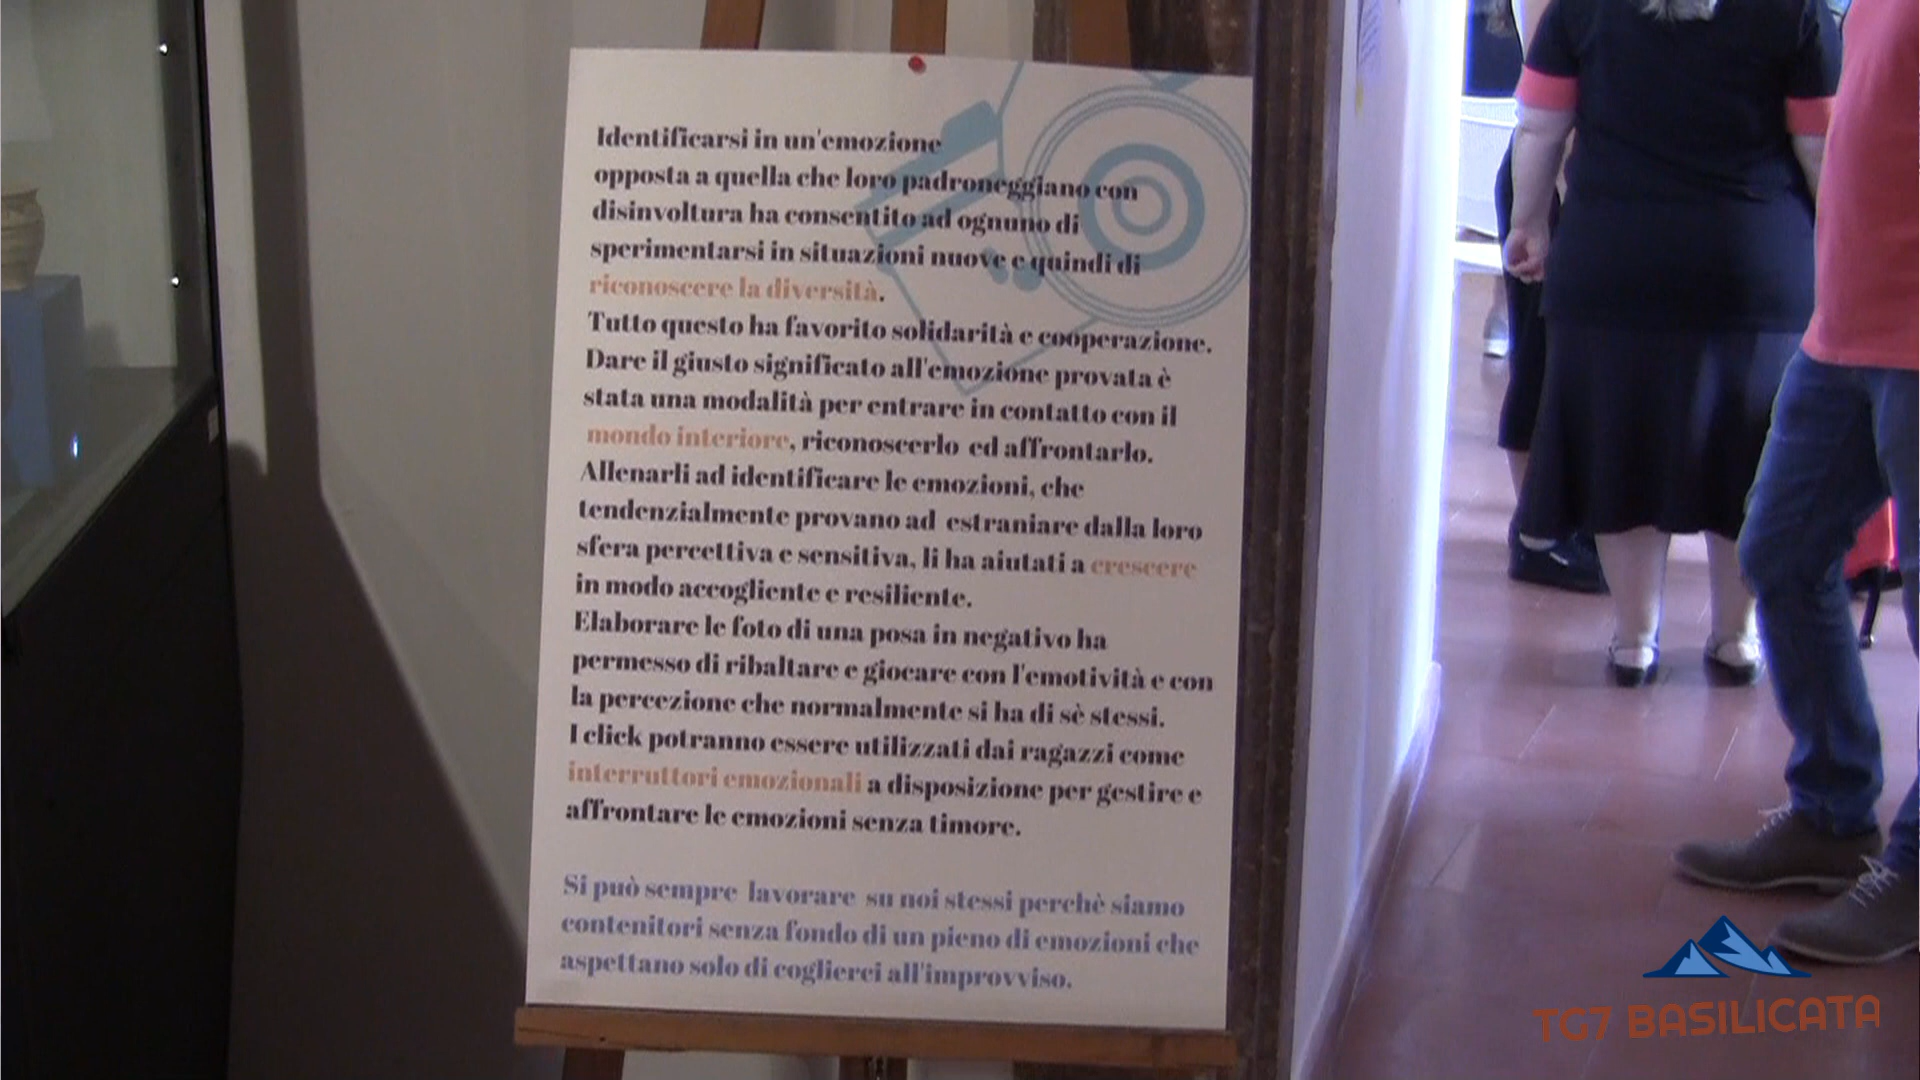 Identificarsi in un'emozione
opposta a quella che loro padroneggiano con
disinvoltura ha consentito ad ognuno di
sperimentarsi in situazioni nuove e quindi di
riconoscere la diversità.
Tutto questo ha favorito solidarità e cooperazione.
Dare il giusto significato all'emozione provata è
stata una modalità per entrare in contatto con il
mondo interiore, riconoscerlo ed affrontarlo.
Allenarli ad identificare le emozioni, che
tendenzialmente provano ad estraniare dalla loro
sfera percettiva e sensitiva, li ha aiutati a crescere
in modo accogliente e resiliente.
Elaborare le foto di una posa in negativo ha
permesso di ribaltare e giocare con l'emotività e con
la percezione che normalmente si ha di sè stessi.
I click potranno essere utilizzati dai ragazzi come
interruttori emozionali a disposizione per gestire e
affrontare le emozioni senza timore.
Si può sempre lavorare su noi stessi perchè siamo
contenitori senza fondo di un pieno di emozioni che
aspettano solo di coglierci all'improvviso.
TG7 BASILICATA